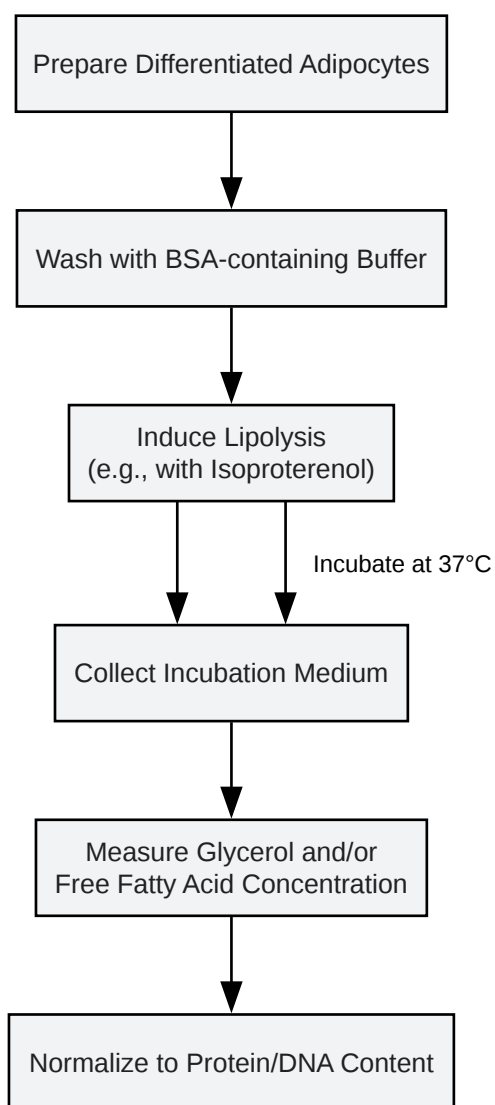 Prepare Differentiated Adipocytes
Wash with BSA-containing Buffer
Induce Lipolysis
(e.g., with Isoproterenol)
Incubate at 37°C
Collect Incubation Medium
Measure Glycerol and/or
Free Fatty Acid Concentration
Normalize to Protein/DNA Content